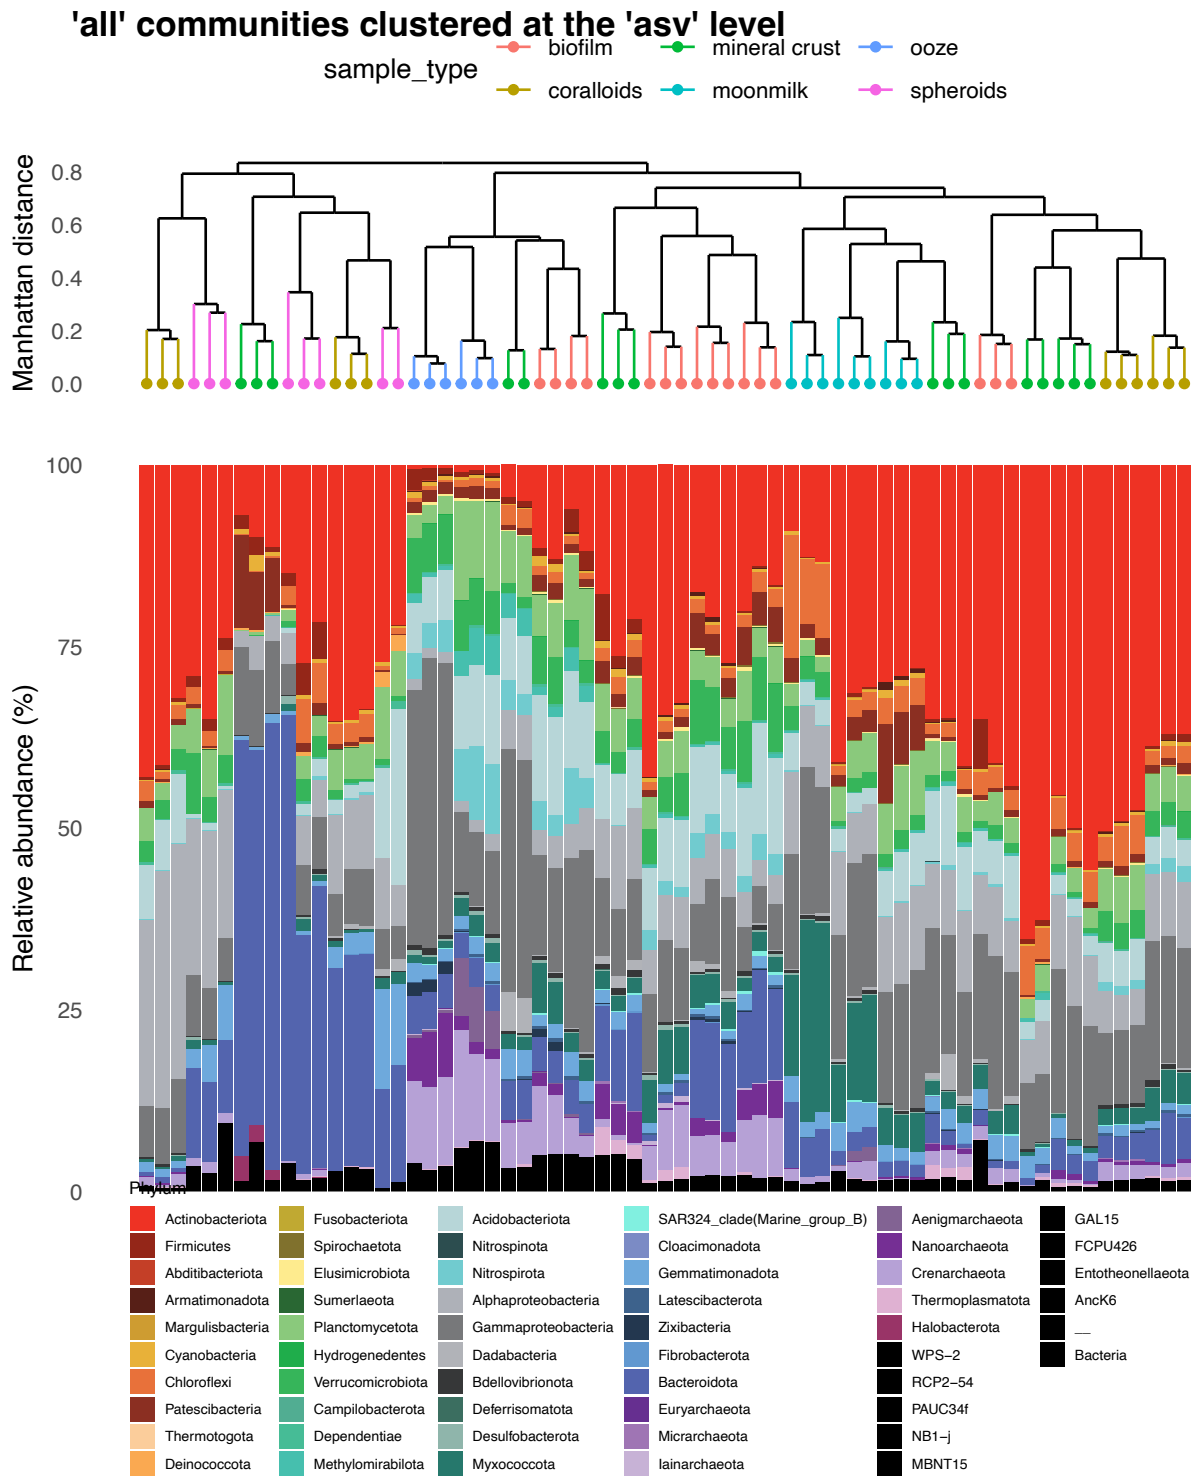 'all' communities clustered at the 'asv' level
sample_type
biofilm
mineral crust
ooze
coralloids
moonmilk
spheroids
Manhattan distance
0.8
0.6
0.4
0.2
0.0
Relative abundance (%)
100
75
50
25
0
Phylum
Actinobacteriota
Firmicutes
Abditibacteriota
Armatimonadota
Margulisbacteria
Cyanobacteria
Chloroflexi
Patescibacteria
Thermotogota
Deinococcota
Fusobacteriota
Spirochaetota
Elusimicrobiota
Sumerlaeota
Planctomycetota
Hydrogenedentes
Verrucomicrobiota
Campilobacterota
Dependentiae
Methylomirabilota
Acidobacteriota
Nitrospinota
Nitrospirota
Alphaproteobacteria
Gammaproteobacteria
Dadabacteria
Bdellovibrionota
Deferrisomatota
Desulfobacterota
Myxococcota
SAR324_clade(Marine_group_B)
Cloacimonadota
Gemmatimonadota
Latescibacterota
Zixibacteria
Fibrobacterota
Bacteroidota
Euryarchaeota
Micrarchaeota
Iainarchaeota
Aenigmarchaeota
Nanoarchaeota
Crenarchaeota
Thermoplasmatota
Halobacterota
WPS-2
RCP2-54
PAUC34f
NB1-j
MBNT15
GAL15
FCPU426
Entotheonellaeota
AncK6
__
Bacteria